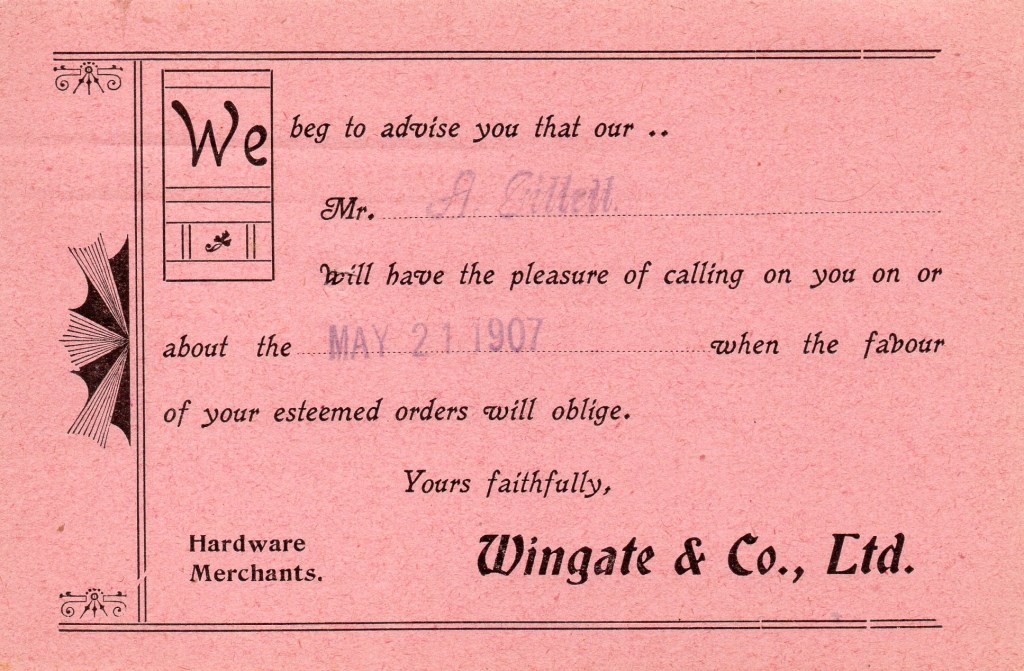 We beg to advise you that our ..
Mr. A. Gillett.
Will have the pleasure of calling on you on or
about the MAY 21 1907 when the favour
of your esteemed orders will oblige.
Yours faithfully,
Hardware
Merchants.
Wingate & Co., Ltd.